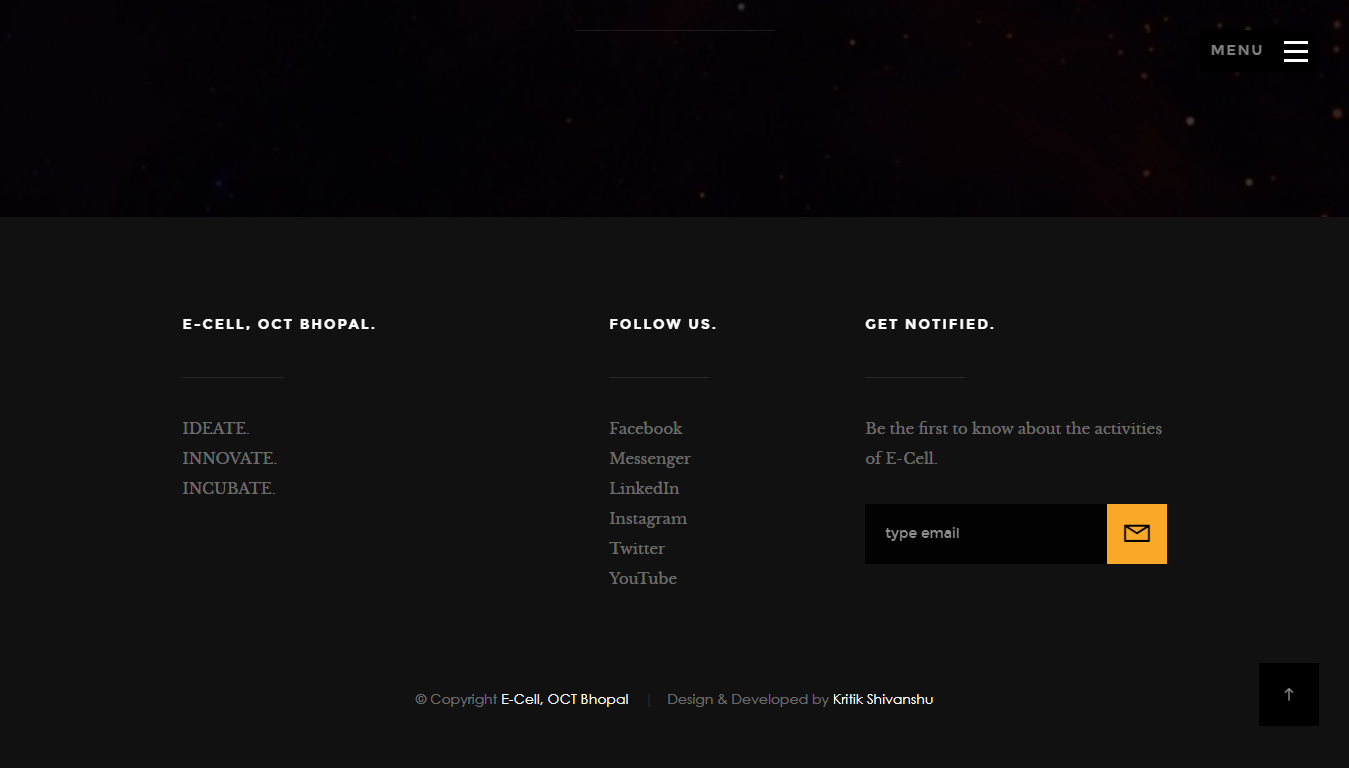 MENU
E-CELL, OCT BHOPAL.
IDEATE.
INNOVATE.
INCUBATE.
FOLLOW US.
Facebook
Messenger
LinkedIn
Instagram
Twitter
YouTube
GET NOTIFIED.
Be the first to know about the activities
of E-Cell.
type email
© Copyright E-Cell, OCT Bhopal | Design & Developed by Kritik Shivanshu